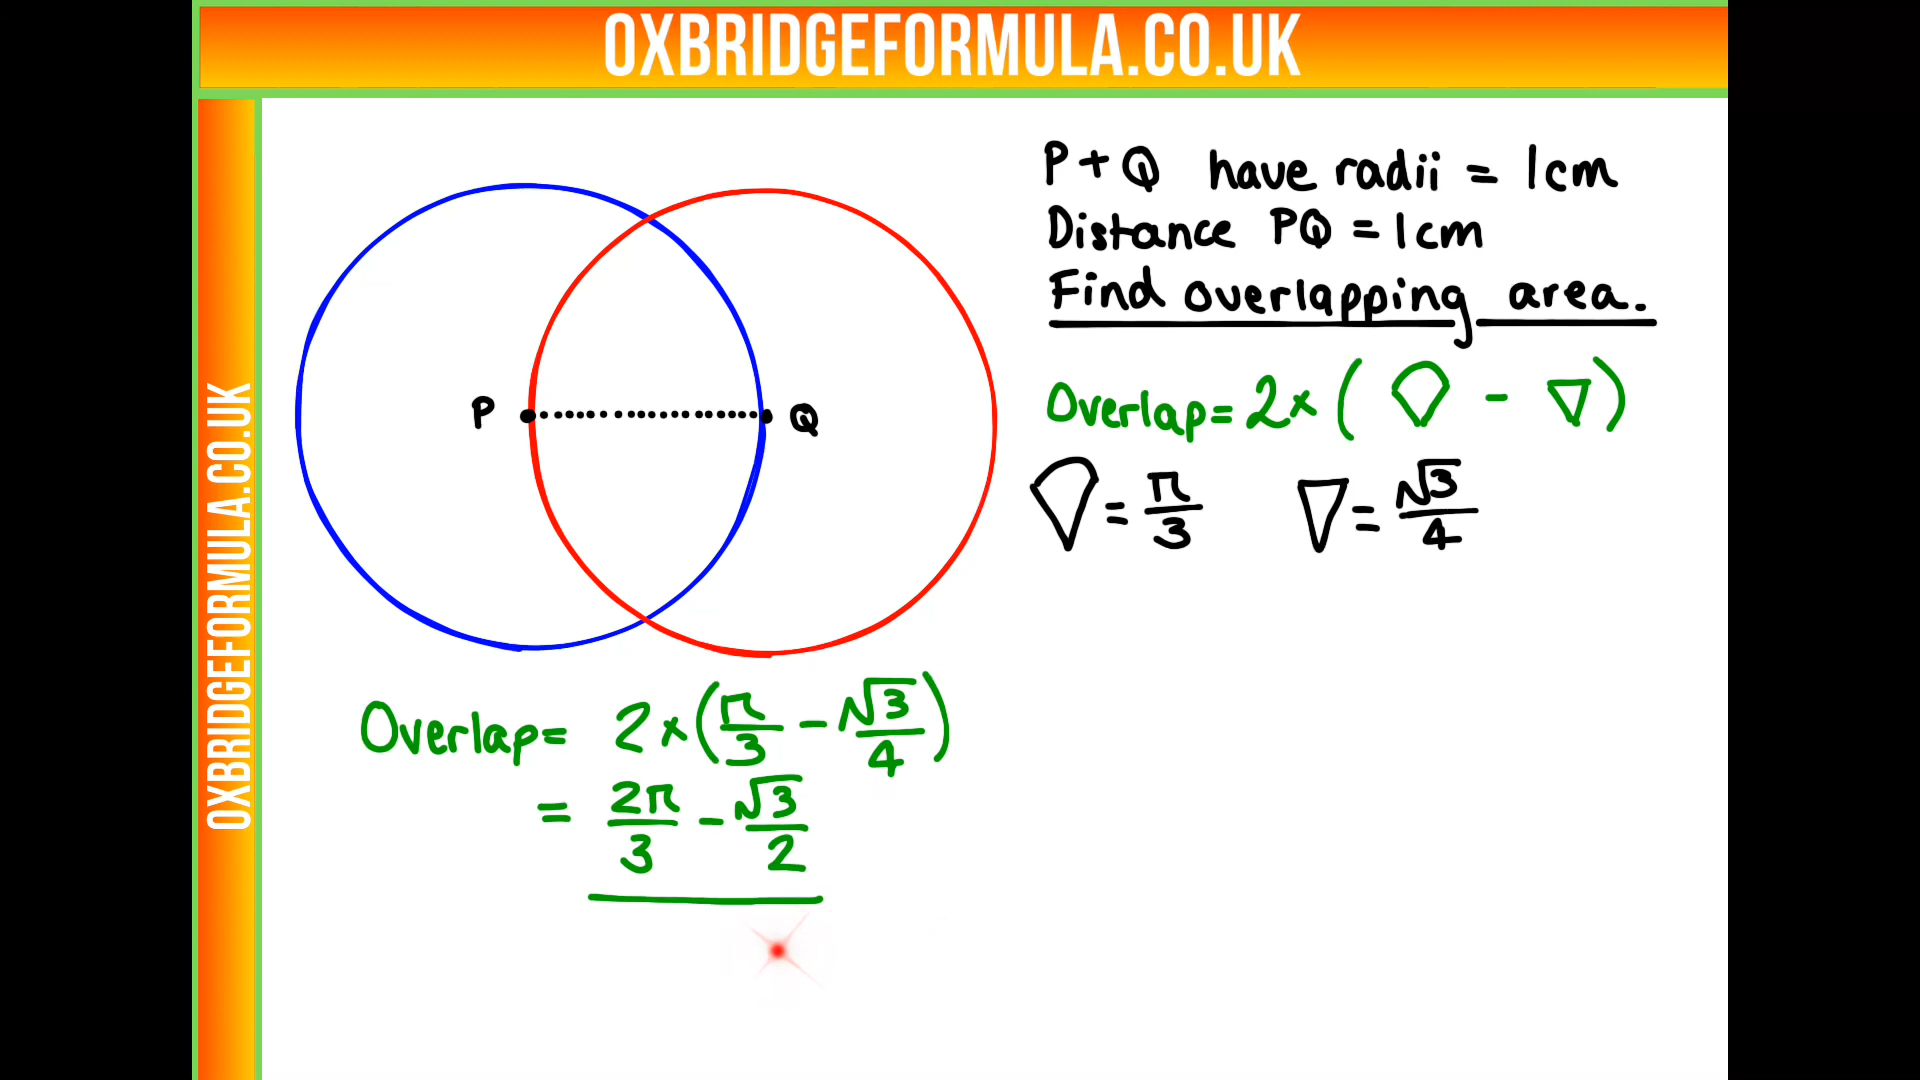 OXBRIDGEFORMULA.CO.UK
OXBRIDGEFORMULA.CO.UK
P + Q have radii = 1cm
Distance PQ = 1cm
Find overlapping area.
Overlap = 2 × ( - )
= π/3 = √3/4
P Q
Overlap = 2 × (π/3 - √3/4)
= 2π/3 - √3/2